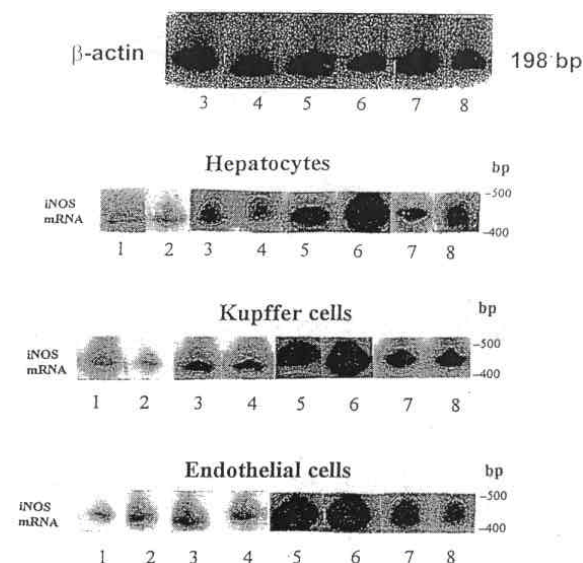 β-actin 198 bp
3 4 5 6 7 8
Hepatocytes bp
iNOS mRNA –500 –400
1 2 3 4 5 6 7 8
Kupffer cells bp
iNOS mRNA –500 –400
1 2 3 4 5 6 7 8
Endothelial cells bp
iNOS mRNA –500 –400
1 2 3 4 5 6 7 8